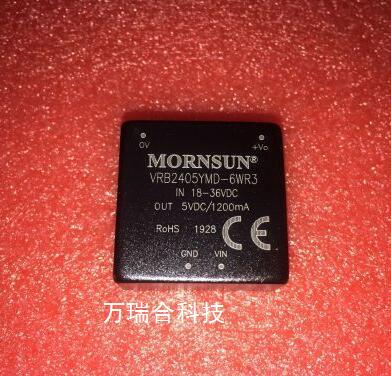 0V +Vo
MORNSUN®
VRB2405YMD-6WR3
IN 18-36VDC
OUT 5VDC/1200mA
RoHS 1928 CE
GND VIN
万瑞合科技